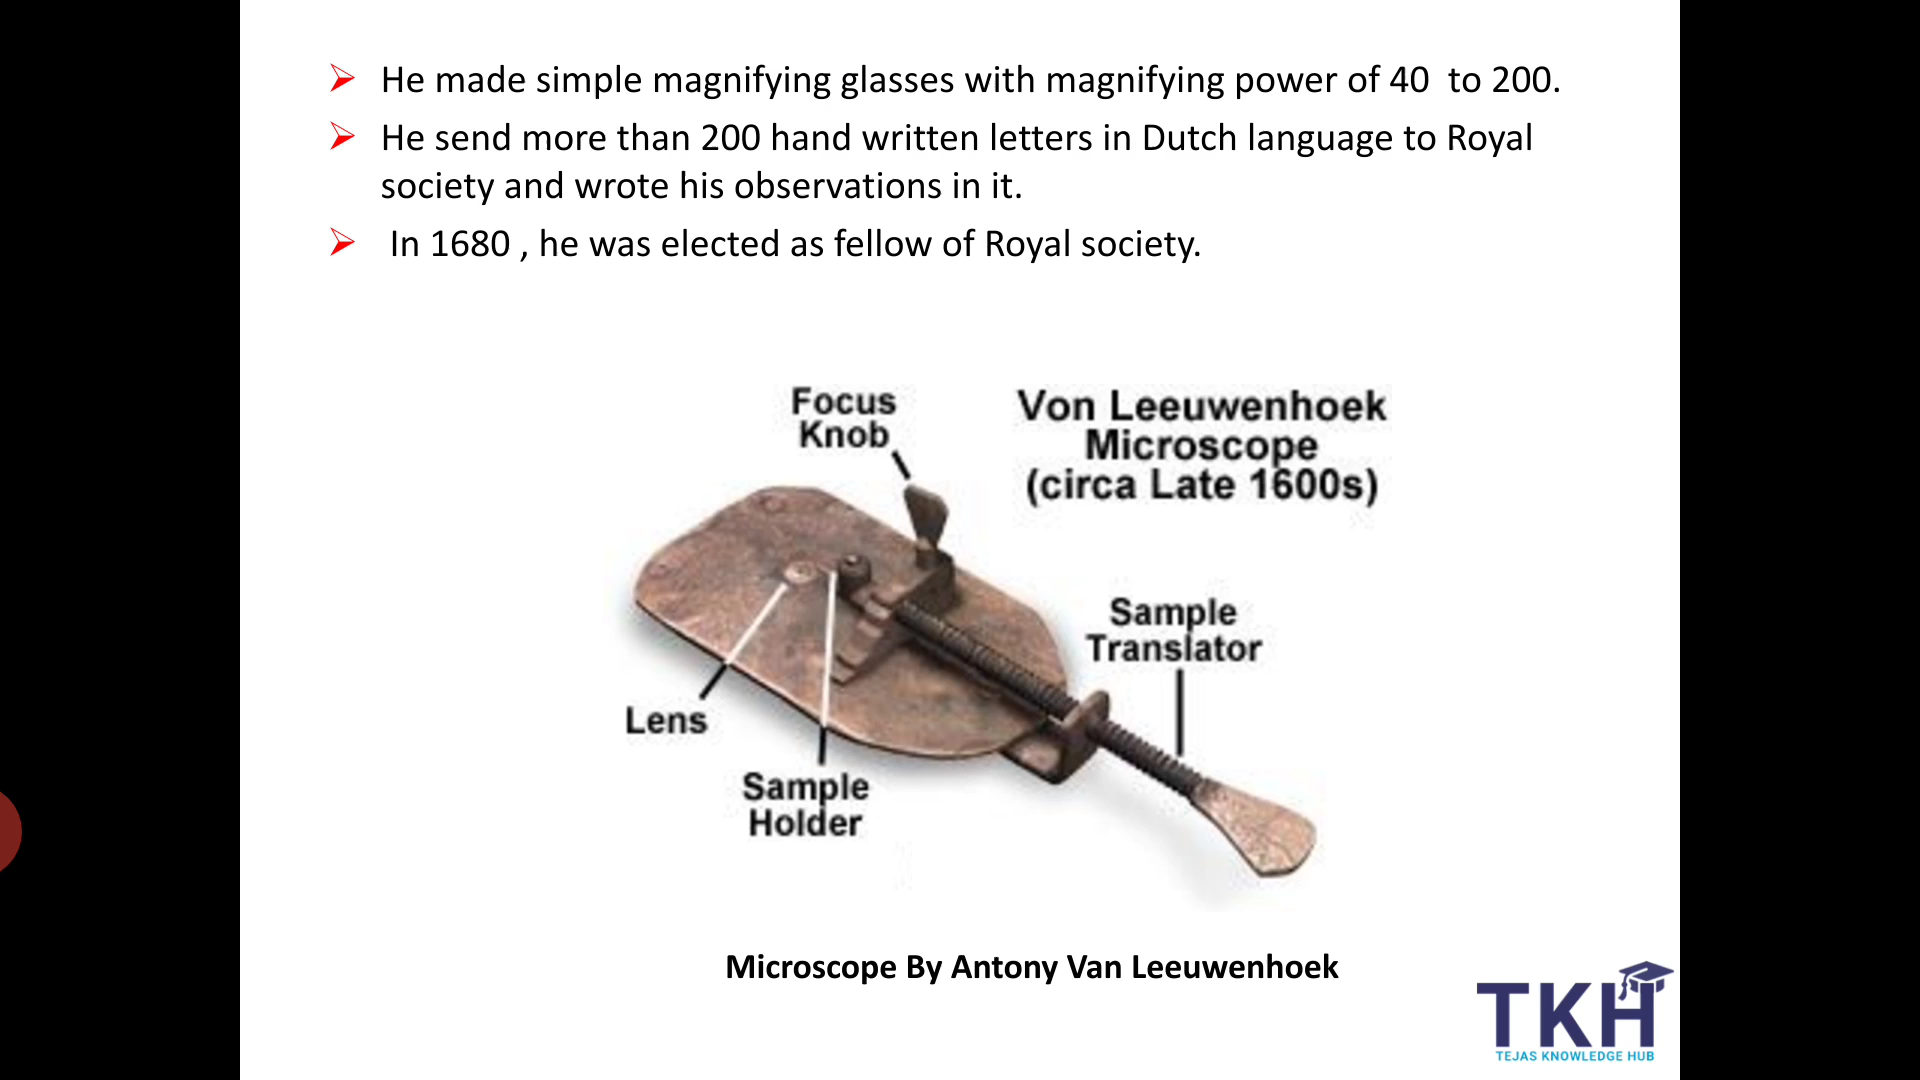 He made simple magnifying glasses with magnifying power of 40  to 200.
He send more than 200 hand written letters in Dutch language to Royal
society and wrote his observations in it.
In 1680 , he was elected as fellow of Royal society.
Focus
Knob
Von Leeuwenhoek
Microscope
(circa Late 1600s)
Sample
Translator
Lens
Sample
Holder
Microscope By Antony Van Leeuwenhoek
TKH
TEJAS KNOWLEDGE HUB